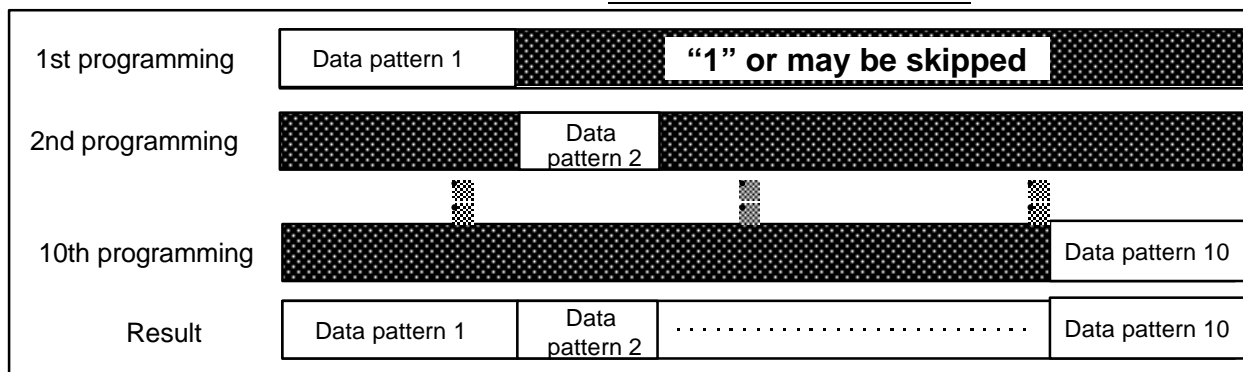 1st programming
Data pattern 1
“1” or may be skipped
2nd programming
Data
pattern 2
10th programming
Data pattern 10
Result
Data pattern 1
Data
pattern 2
Data pattern 10